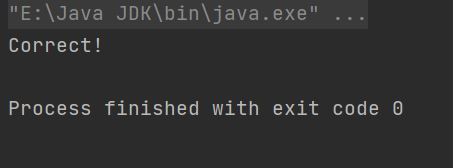 "E:\Java JDK\bin\java.exe" ...
Correct!
Process finished with exit code 0